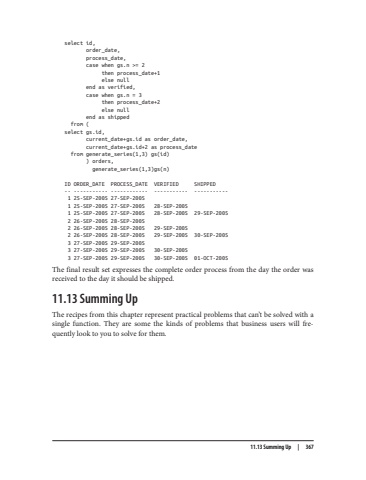 select id,
order_date,
process_date,
case when gs.n >= 2
then process_date+1
else null
end as verified,
case when gs.n = 3
then process_date+2
else null
end as shipped
from (
select gs.id,
current_date+gs.id as order_date,
current_date+gs.id+2 as process_date
from generate_series(1,3) gs(id)
) orders,
generate_series(1,3)gs(n)
ID ORDER_DATE PROCESS_DATE VERIFIED SHIPPED
-- ----------- ------------ ----------- -----------
1 25-SEP-2005 27-SEP-2005
1 25-SEP-2005 27-SEP-2005 28-SEP-2005
1 25-SEP-2005 27-SEP-2005 28-SEP-2005 29-SEP-2005
2 26-SEP-2005 28-SEP-2005
2 26-SEP-2005 28-SEP-2005 29-SEP-2005
2 26-SEP-2005 28-SEP-2005 29-SEP-2005 30-SEP-2005
3 27-SEP-2005 29-SEP-2005
3 27-SEP-2005 29-SEP-2005 30-SEP-2005
3 27-SEP-2005 29-SEP-2005 30-SEP-2005 01-OCT-2005
The final result set expresses the complete order process from the day the order was
received to the day it should be shipped.
11.13 Summing Up
The recipes from this chapter represent practical problems that can't be solved with a
single function. They are some the kinds of problems that business users will fre-
quently look to you to solve for them.
11.13 Summing Up | 367